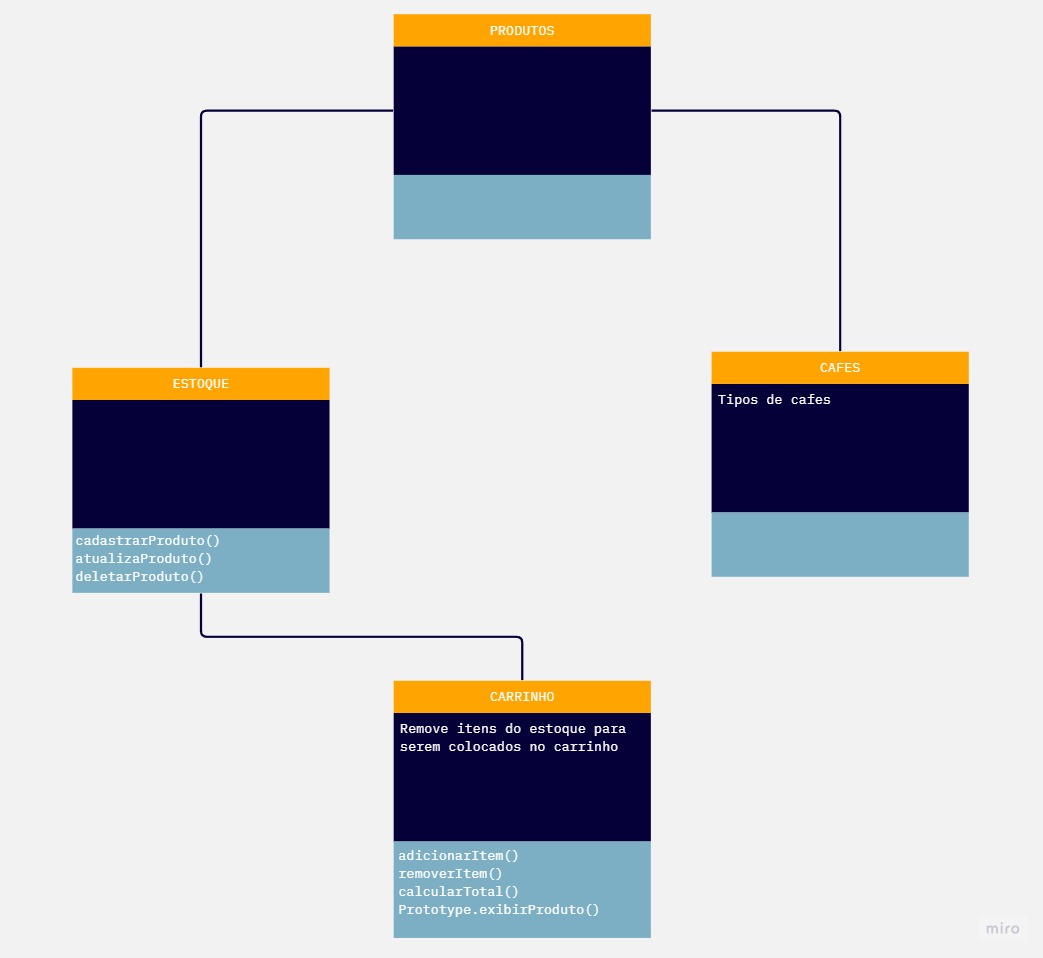 PRODUTOS
ESTOQUE
cadastrarProduto()
atualizaProduto()
deletarProduto()
CAFES
Tipos de cafes
CARRINHO
Remove itens do estoque para
serem colocados no carrinho
adicionarItem()
removerItem()
calcularTotal()
Prototype.exibirProduto()
miro